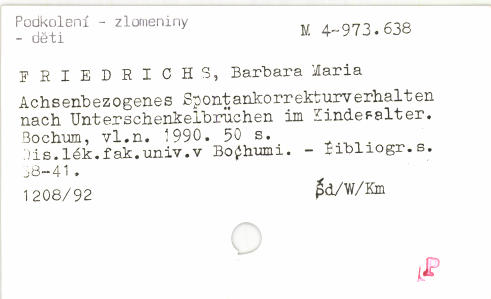 Podkolení - zlomeniny
- děti
M 4-973.638
F R I E D R I C H S, Barbara Maria
Achsenbezogenes Spontankorrekturverhalten
nach Unterschenkelbrüchen im Kindesalter.
Bochum, vl.n. 1990. 50 s.
Dis.lék.fak.univ.v Bochumi. - Bibliogr.s.
38-41.
1208/92
Šd/W/Km